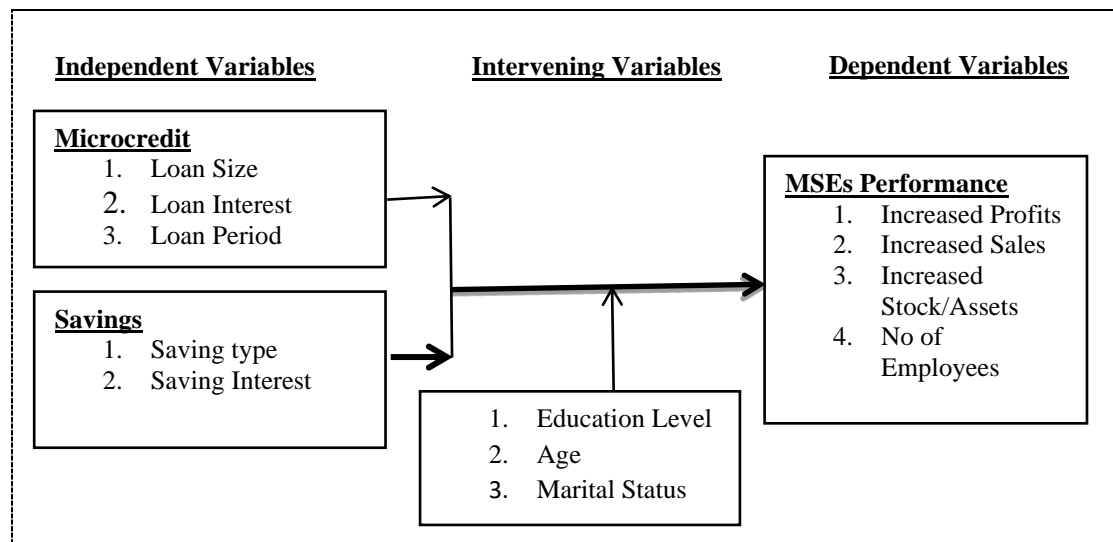 Independent Variables
Intervening Variables
Dependent Variables
Microcredit
1. Loan Size
2. Loan Interest
3. Loan Period
Savings
1. Saving type
2. Saving Interest
1. Education Level
2. Age
3. Marital Status
MSEs Performance
1. Increased Profits
2. Increased Sales
3. Increased
Stock/Assets
4. No of
Employees